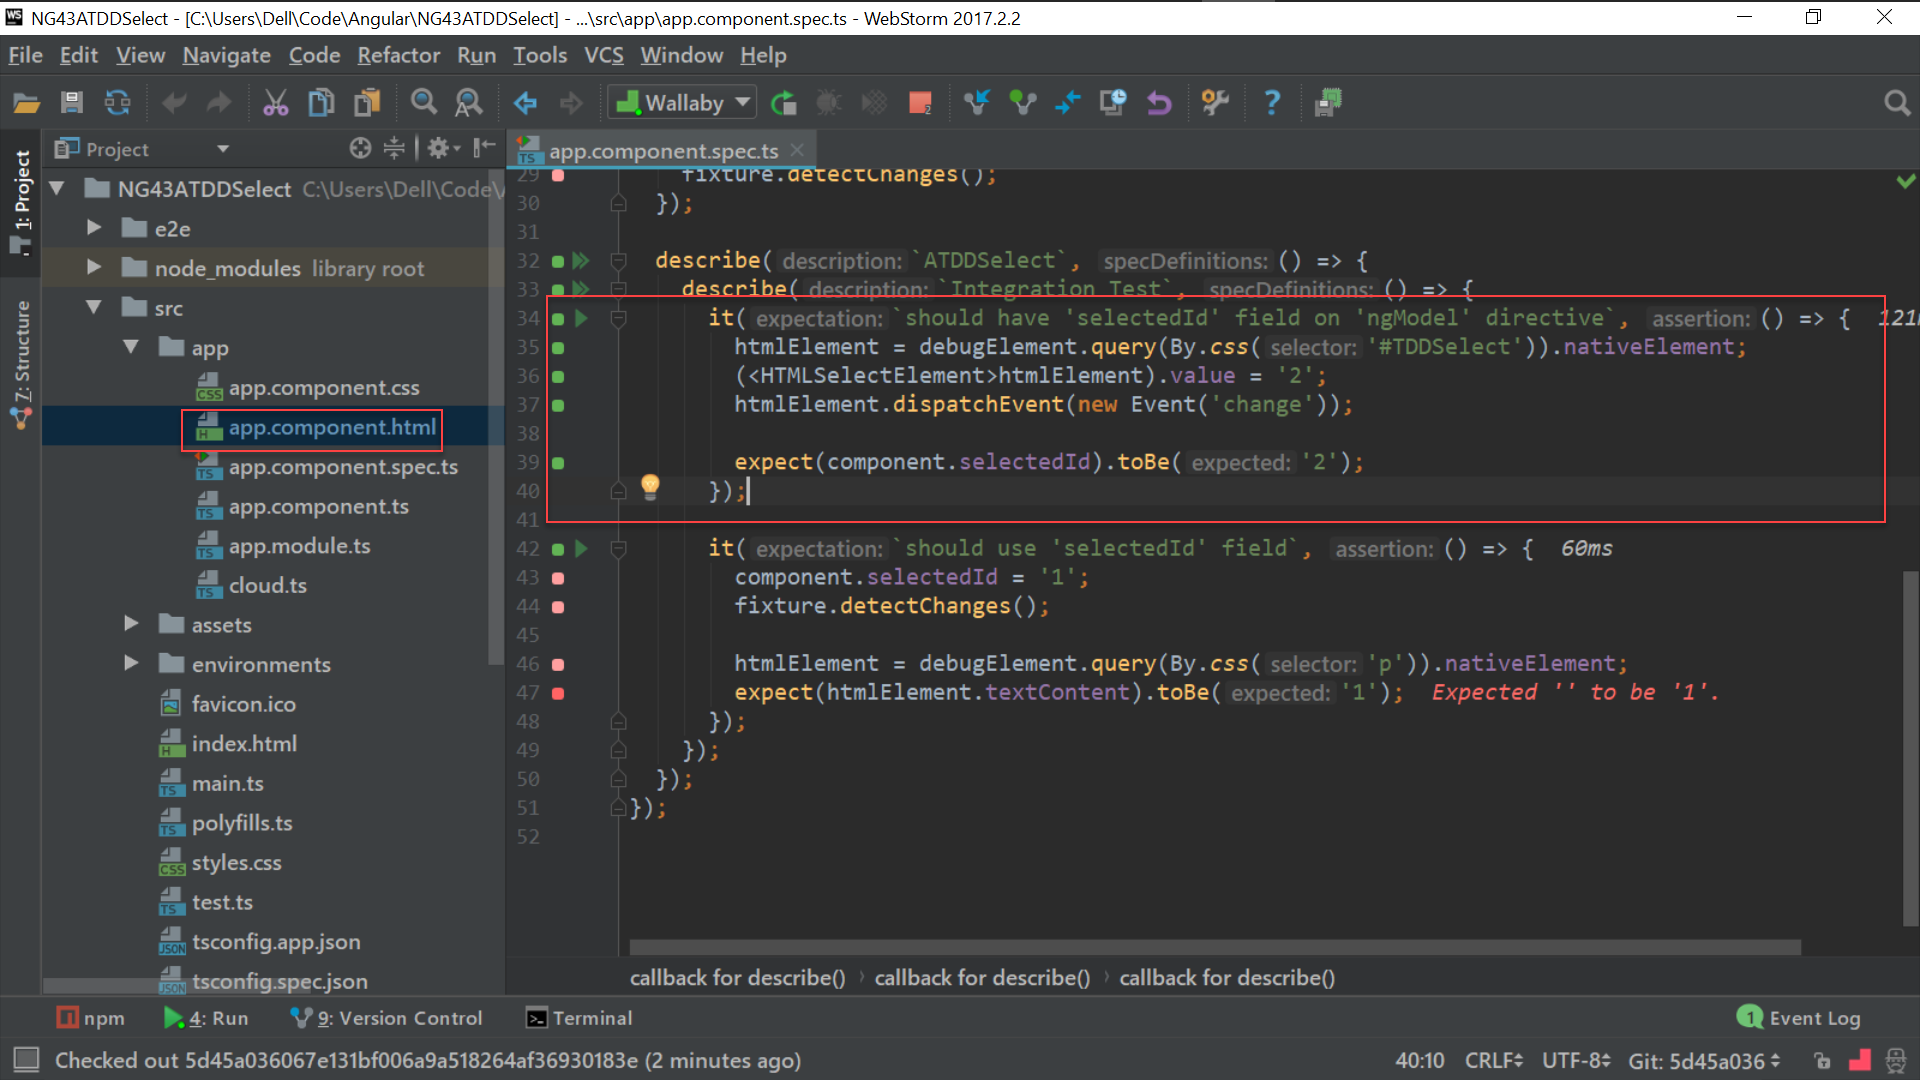 WS NG43ATDDSelect - [C:\Users\Dell\Code\Angular\NG43ATDDSelect] - ...\src\app\app.component.spec.ts - WebStorm 2017.2.2
File Edit View Navigate Code Refactor Run Tools VCS Window Help
Wallaby
Project
app.component.spec.ts
1: Project
7: Structure
NG43ATDDSelect C:\Users\Dell\Code\
e2e
node_modules library root
src
app
app.component.css
app.component.html
app.component.spec.ts
app.component.ts
app.module.ts
cloud.ts
assets
environments
favicon.ico
index.html
main.ts
polyfills.ts
styles.css
test.ts
tsconfig.app.json
tsconfig.spec.json
29 fixture.detectChanges();
30 });
31
32 describe( description: `ATDDSelect`, specDefinitions: () => {
33 describe( description: `Integration Test`, specDefinitions: () => {
34 it( expectation: `should have 'selectedId' field on 'ngModel' directive`, assertion: () => { 121
35 htmlElement = debugElement.query(By.css( selector: '#TDDSelect')).nativeElement;
36 (<HTMLSelectElement>htmlElement).value = '2';
37 htmlElement.dispatchEvent(new Event('change'));
38
39 expect(component.selectedId).toBe( expected: '2');
40 });
41
42 it( expectation: `should use 'selectedId' field`, assertion: () => { 60ms
43 component.selectedId = '1';
44 fixture.detectChanges();
45
46 htmlElement = debugElement.query(By.css( selector: 'p')).nativeElement;
47 expect(htmlElement.textContent).toBe( expected: '1'); Expected '' to be '1'.
48 });
49 });
50 });
51 });
52
callback for describe() › callback for describe() › callback for describe()
npm 4: Run 9: Version Control Terminal 1 Event Log
Checked out 5d45a036067e131bf006a9a518264af36930183e (2 minutes ago) 40:10 CRLF UTF-8 Git: 5d45a036